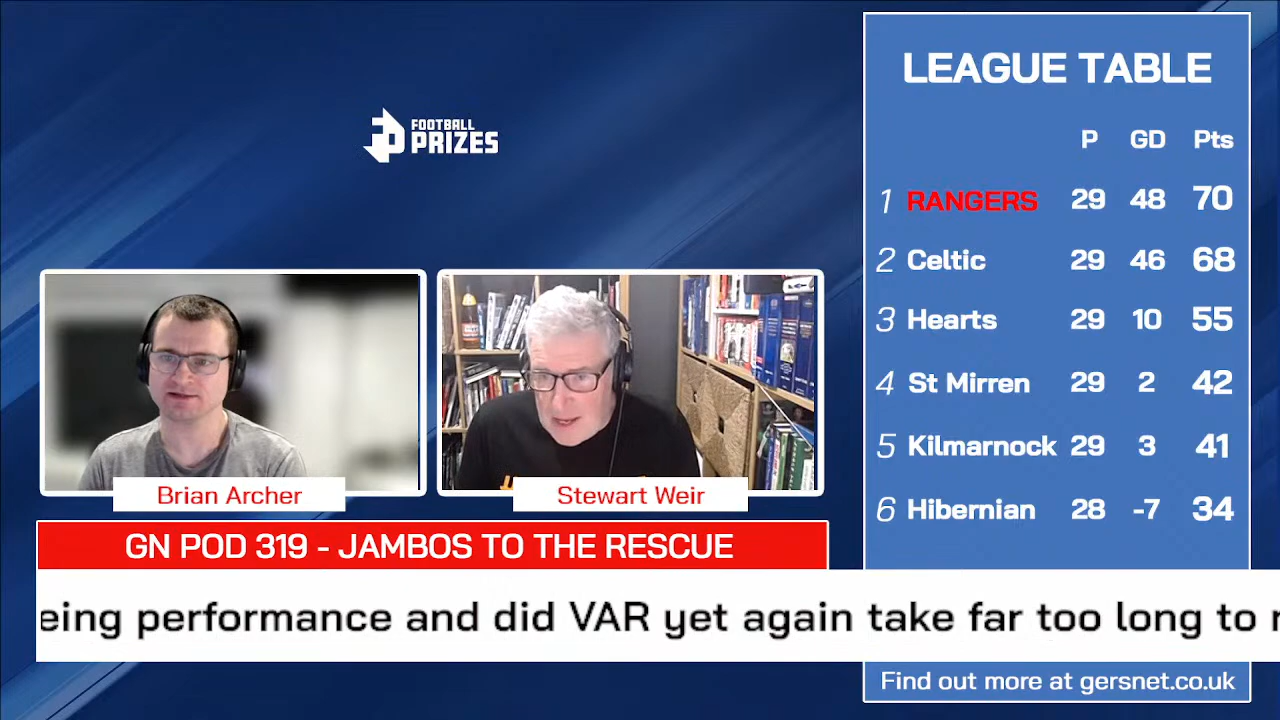 FOOTBALL
PRIZES
Brian Archer
Stewart Weir
GN POD 319 - JAMBOS TO THE RESCUE
eing performance and did VAR yet again take far too long to
LEAGUE TABLE
P GD Pts
1 RANGERS 29 48 70
2 Celtic 29 46 68
3 Hearts 29 10 55
4 St Mirren 29 2 42
5 Kilmarnock 29 3 41
6 Hibernian 28 -7 34
Find out more at gersnet.co.uk